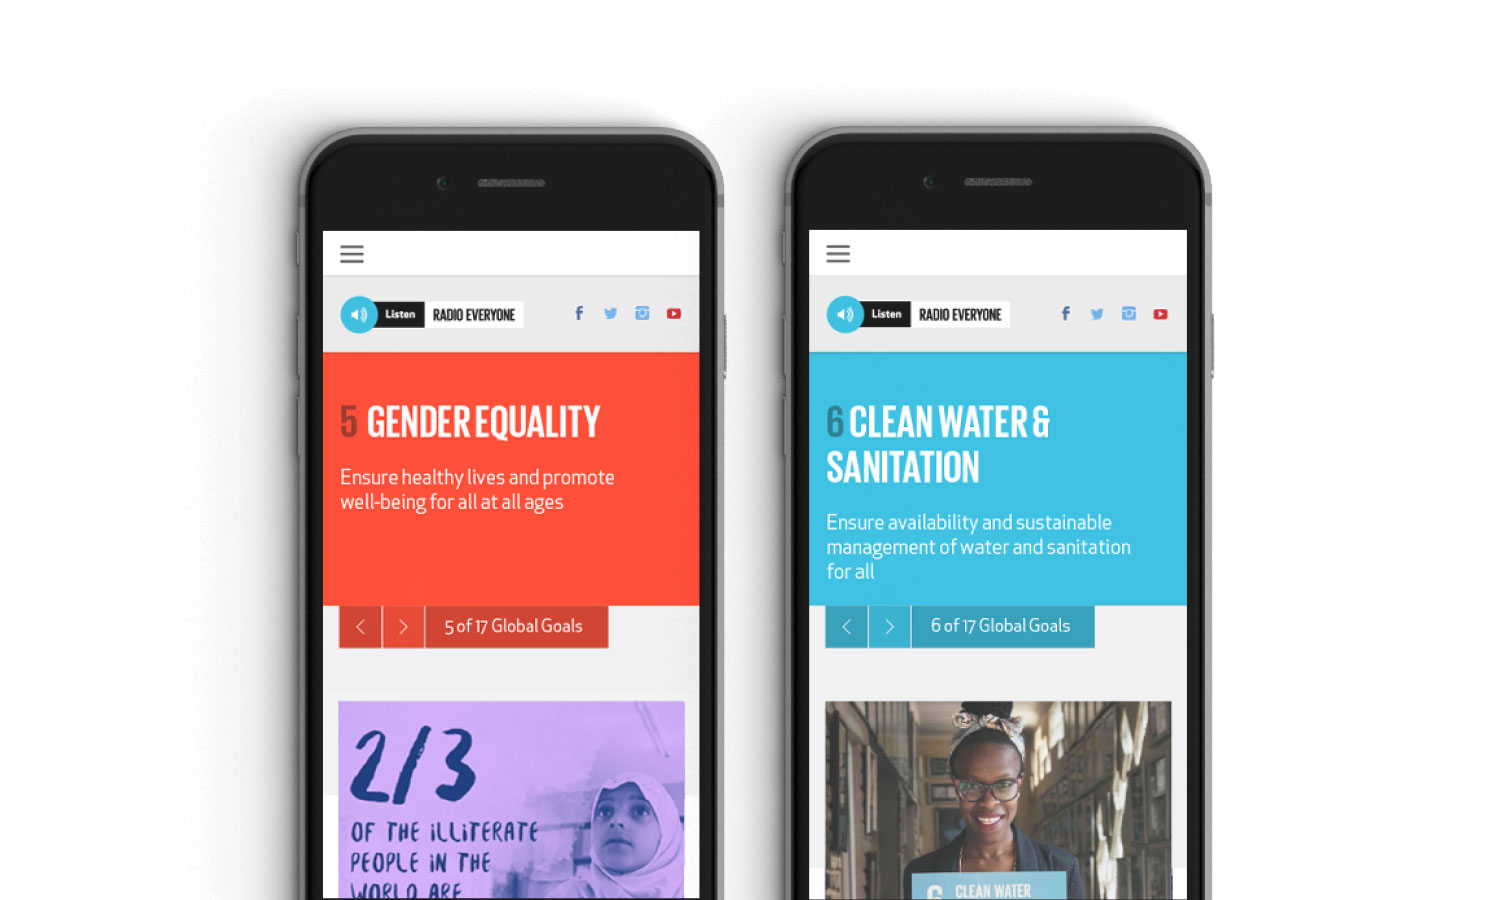 Listen RADIO EVERYONE
5 GENDER EQUALITY
Ensure healthy lives and promote
well-being for all at all ages
5 of 17 Global Goals
2/3
OF THE iLLiTERATE
PEOPLE iN THE
WORLD ARE
Listen RADIO EVERYONE
6 CLEAN WATER &
SANITATION
Ensure availability and sustainable
management of water and sanitation
for all
6 of 17 Global Goals
6 CLEAN WATER